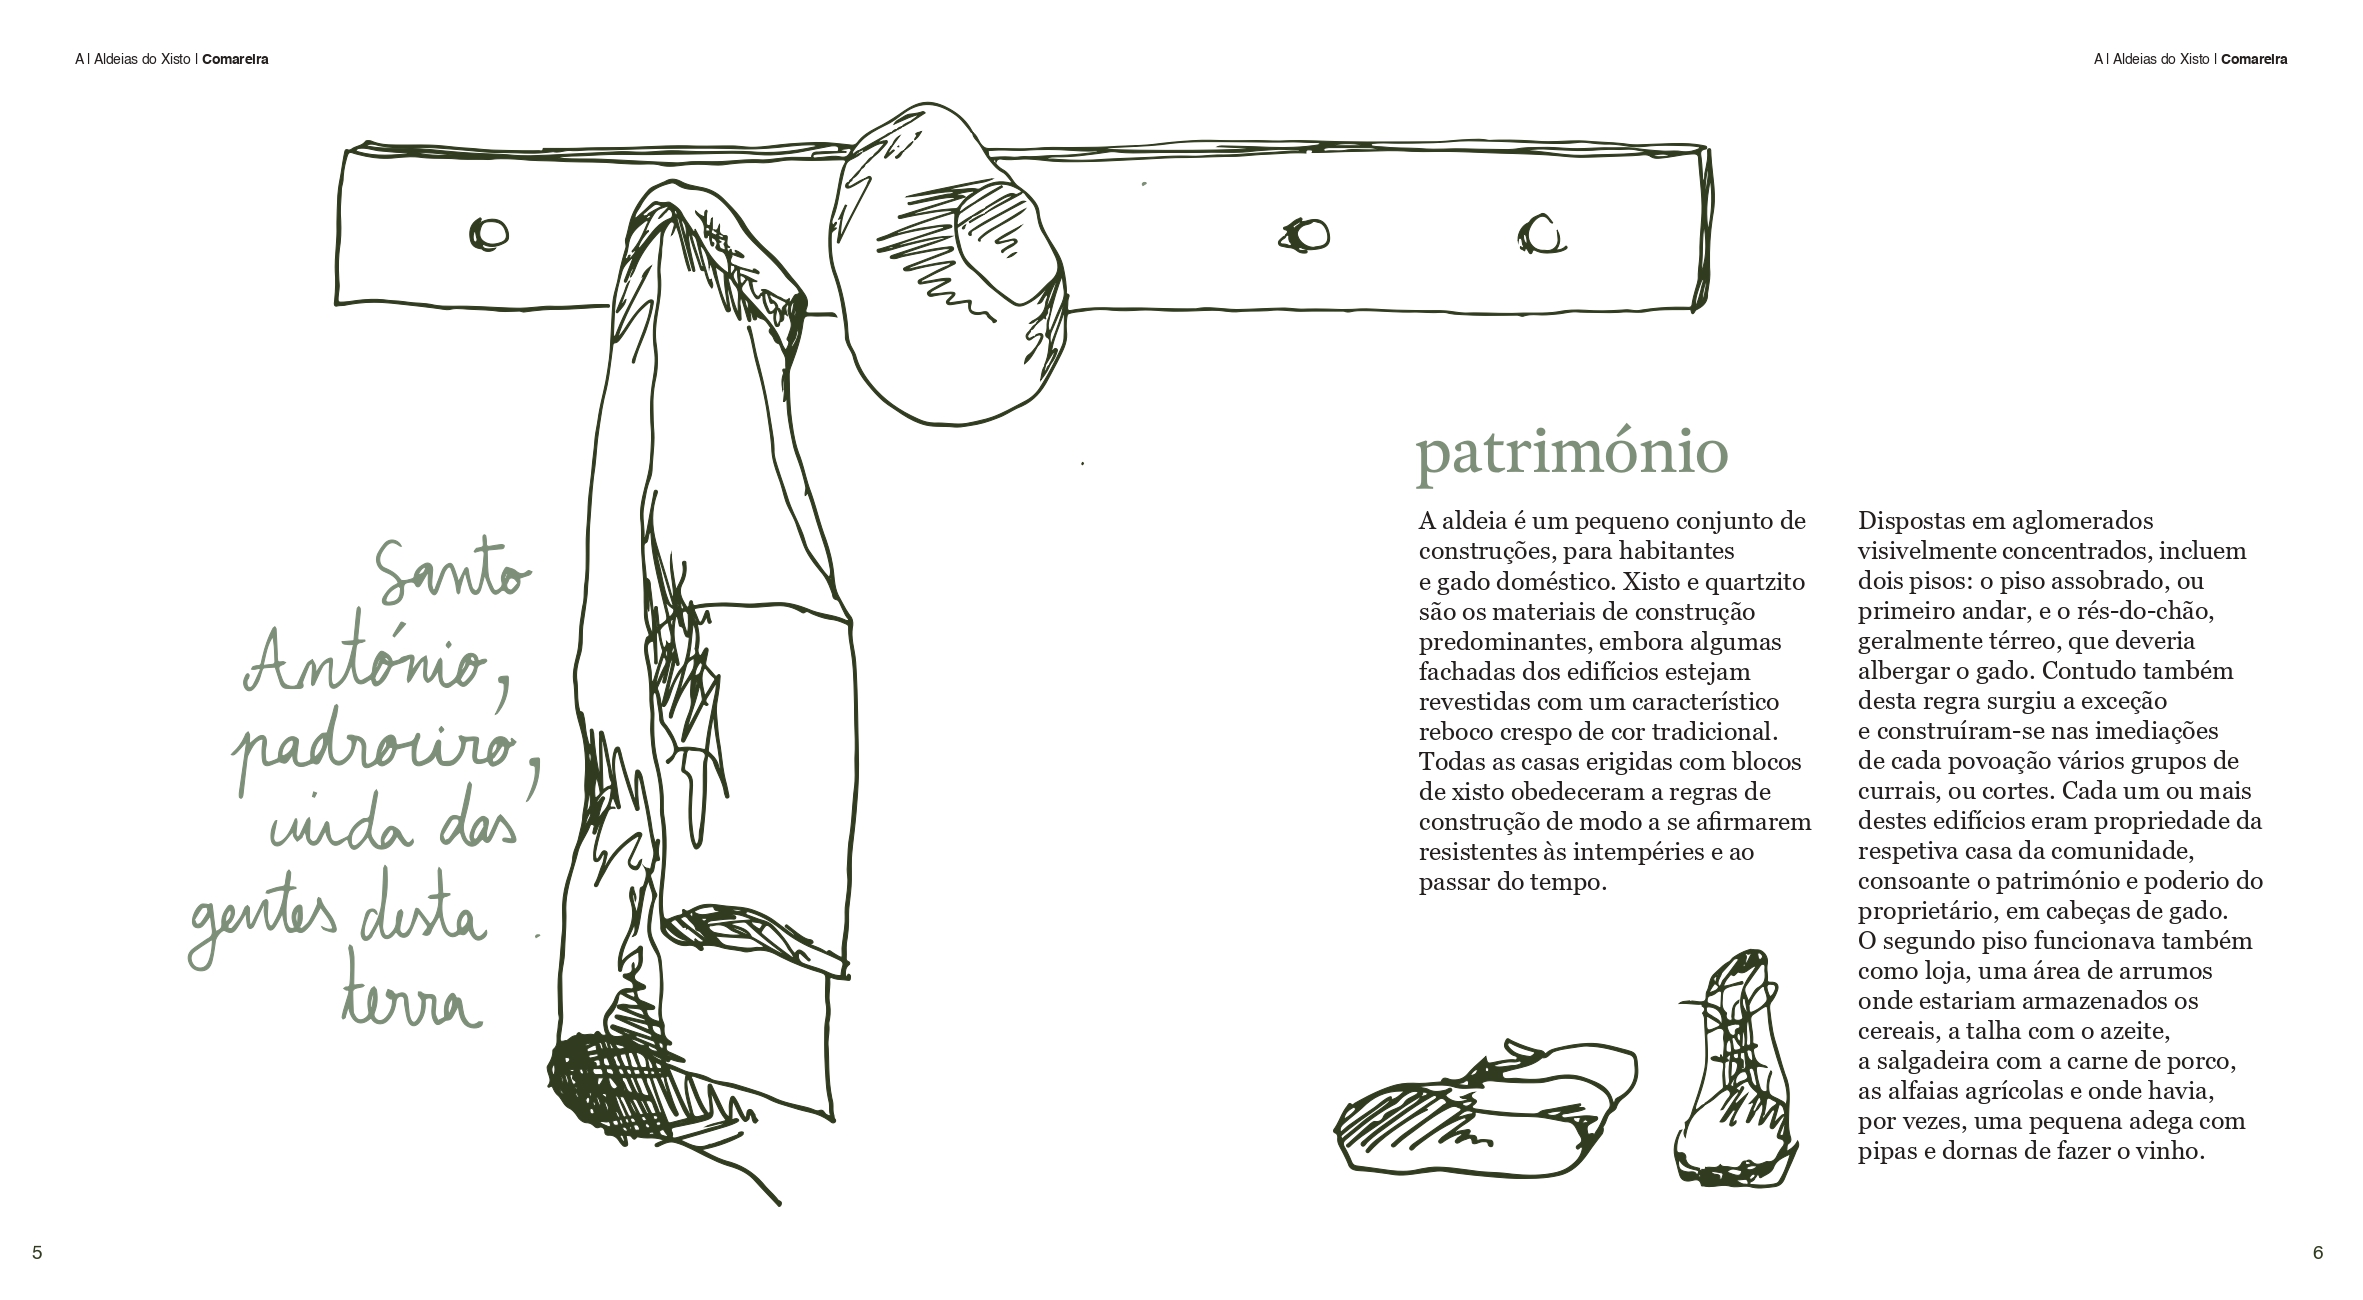 A | Aldeias do Xisto | Comareira
A | Aldeias do Xisto | Comareira
Santo
António,
padroeiro,
das
gentes desta
terra
património
A aldeia é um pequeno conjunto de
construções, para habitantes
e gado doméstico. Xisto e quartzito
são os materiais de construção
predominantes, embora algumas
fachadas dos edifícios estejam
revestidas com um característico
reboco crespo de cor tradicional.
Todas as casas erigidas com blocos
de xisto obedeceram a regras de
construção de modo a se afirmarem
resistentes às intempéries e ao
passar do tempo.
Dispostas em aglomerados
visivelmente concentrados, incluem
dois pisos: o piso assobrado, ou
primeiro andar, e o rés-do-chão,
geralmente térreo, que deveria
albergar o gado. Contudo também
desta regra surgiu a exceção
e construíram-se nas imediações
de cada povoação vários grupos de
currais, ou cortes. Cada um ou mais
destes edifícios eram propriedade da
respetiva casa da comunidade,
consoante o património e poderio do
proprietário, em cabeças de gado.
O segundo piso funcionava também
como loja, uma área de arrumos
onde estariam armazenados os
cereais, a talha com o azeite,
a salgadeira com a carne de porco,
as alfaias agrícolas e onde havia,
por vezes, uma pequena adega com
pipas e dornas de fazer o vinho.
5
6